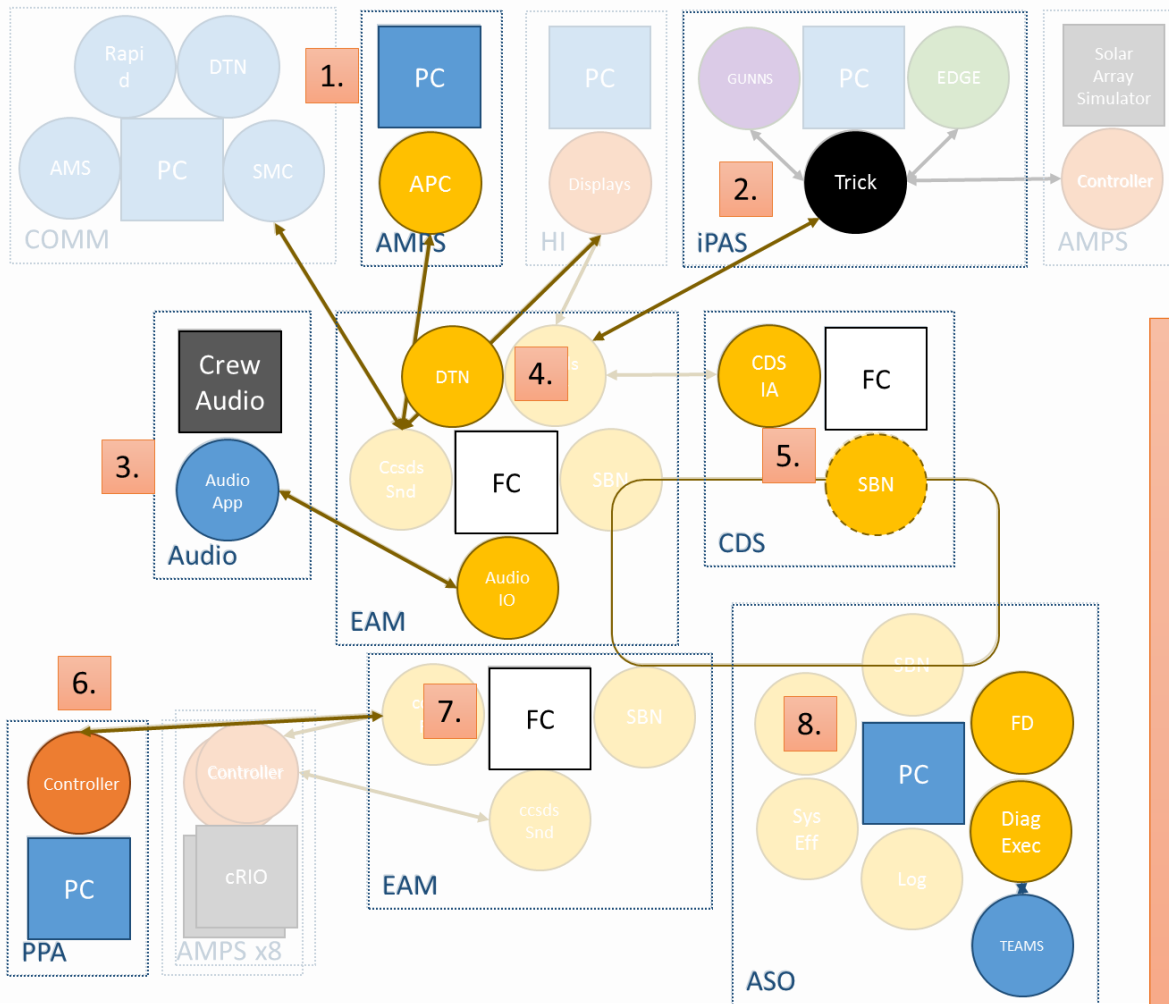 Rapi
d
DTN
1.
PC
PC
GUNNS
PC
EDGE
Solar
Array
Simulator
AMS
PC
SMC
APC
Displays
2.
Trick
Controller
COMM
AMPS
HI
iPAS
AMPS
Crew
Audio
DTN
4.
CDS
IA
FC
3.
Audio
App
Ccsds
Snd
FC
SBN
5.
SBN
Audio
Audio
IO
CDS
EAM
6.
7.
FC
SBN
SBN
8.
FD
Controller
Controller
PC
ccsds
Snd
Sys
Eff
Diag
Exec
PC
cRIO
EAM
Log
TEAMS
PPA
AMPS x8
ASO